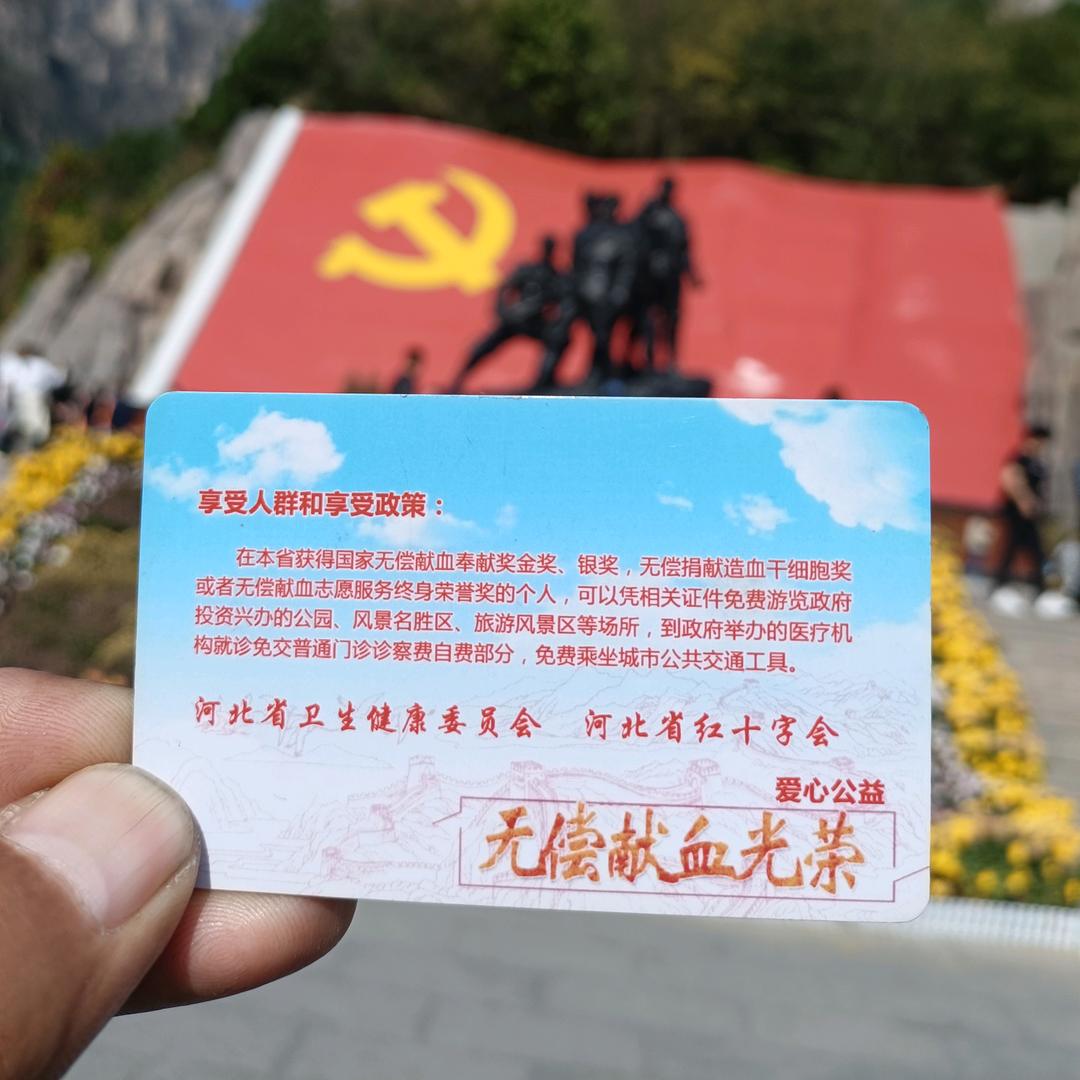 享受人群和享受政策：
在本省获得国家无偿献血奉献奖金奖、银奖，无偿捐献造血干细胞奖
或者无偿献血志愿服务终身荣誉奖的个人，可以凭相关证件免费游览政府
投资兴办的公园、风景名胜区、旅游风景区等场所，到政府举办的医疗机
构就诊免交普通门诊诊察费自费部分，免费乘坐城市公共交通工具。
河北省卫生健康委员会　河北省红十字会
爱心公益
无偿献血光荣